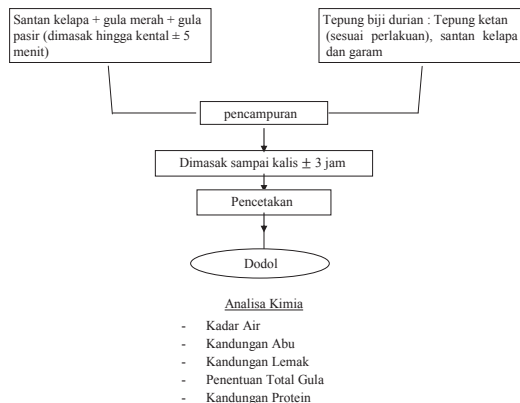 Santan kelapa + gula merah + gula
pasir (dimasak hingga kental ± 5
menit)
Tepung biji durian : Tepung ketan
(sesuai perlakuan), santan kelapa
dan garam
pencampuran
Dimasak sampai kalis ± 3 jam
Pencetakan
Dodol
Analisa Kimia
- Kadar Air
- Kandungan Abu
- Kandungan Lemak
- Penentuan Total Gula
- Kandungan Protein